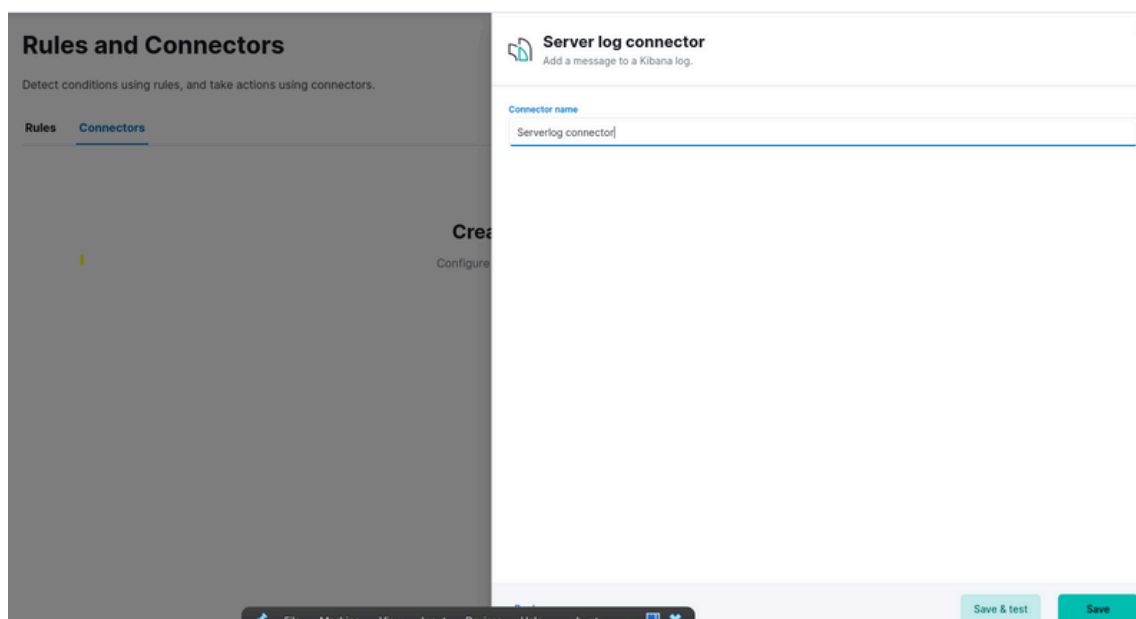 Rules and Connectors
Detect conditions using rules, and take actions using connectors.
Rules Connectors
Configure
Server log connector
Add a message to a Kibana log.
Connector name
Serverlog connector
Save & test Save